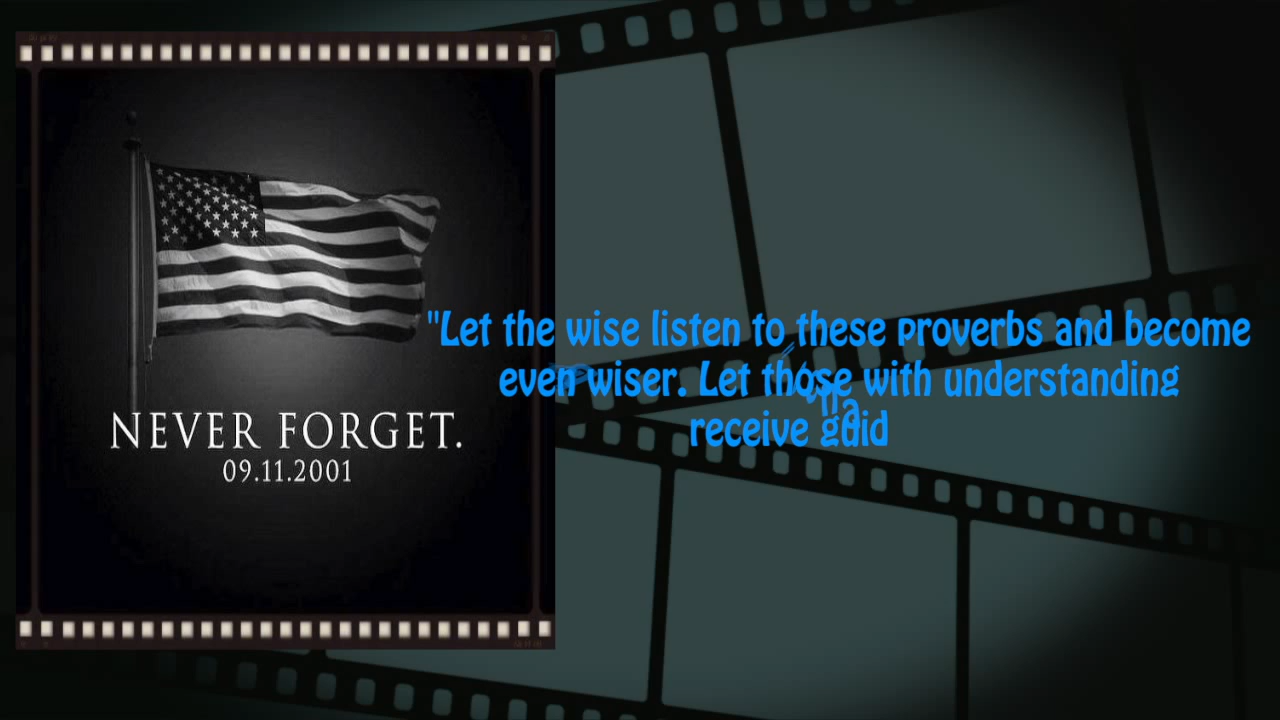 NEVER FORGET.
09.11.2001
"Let the wise listen to these proverbs and become
even wiser. Let those with understanding
receive guid